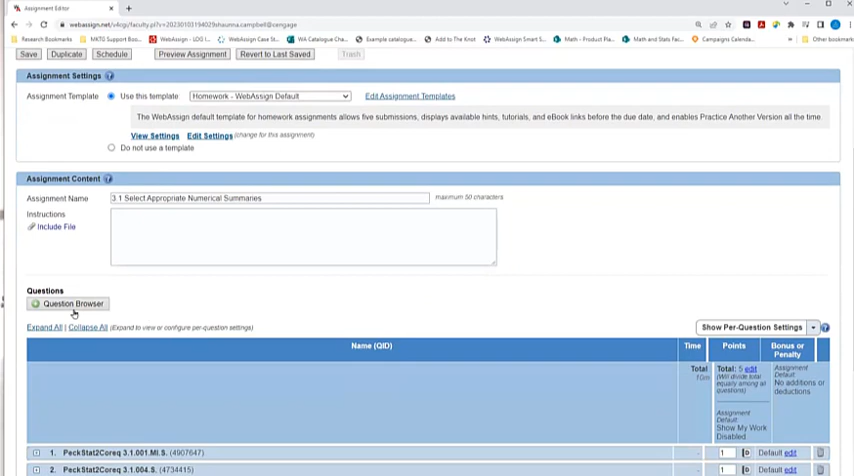 Assignment Editor
webassign.net/v4cgi/faculty.pl?v=20230103194029shaunna.campbell@cengage
Research Bookmarks MKTG Support Boo... WebAssign - LOG I... WebAssign Case St... WA Catalogue Cha... Example catalogue... Add to The Knot WebAssign Smart S... Math - Product Pla... Math and Stats Fac... Campaigns Calenda... » Other bookmarks
Save Duplicate Schedule Preview Assignment Revert to Last Saved Trash
Assignment Settings
Assignment Template Use this template Homework - WebAssign Default Edit Assignment Templates
The WebAssign default template for homework assignments allows five submissions, displays available hints, tutorials, and eBook links before the due date, and enables Practice Another Version all the time.
View Settings Edit Settings (change for this assignment)
Do not use a template
Assignment Content
Assignment Name 3.1 Select Appropriate Numerical Summaries maximum 50 characters
Instructions
Include File
Questions
Question Browser
Expand All | Collapse All (Expand to view or configure per-question settings) Show Per-Question Settings
Name (QID) Time Points Bonus or
Penalty
Total Total: 5 edit Assignment
10m (Will divide total Default
equally among all No additions or
questions) deductions
Assignment
Default
Show My Work
Disabled
1. PeckStat2Coreq 3.1.001.MI.S. (4907647) - 1 Default edit
2. PeckStat2Coreq 3.1.004.S. (4734415) - 1 Default edit